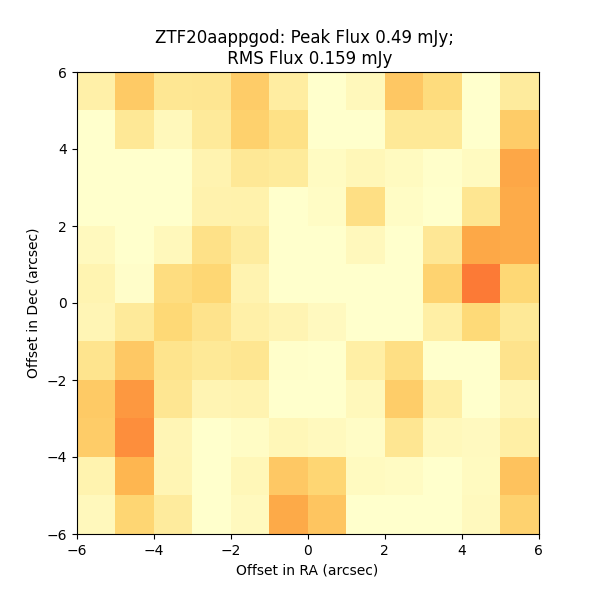 ZTF20aappgod: Peak Flux 0.49 mJy;
RMS Flux 0.159 mJy
6
4
2
0
−2
−4
−6
Offset in Dec (arcsec)
−6 −4 −2 0 2 4 6
Offset in RA (arcsec)